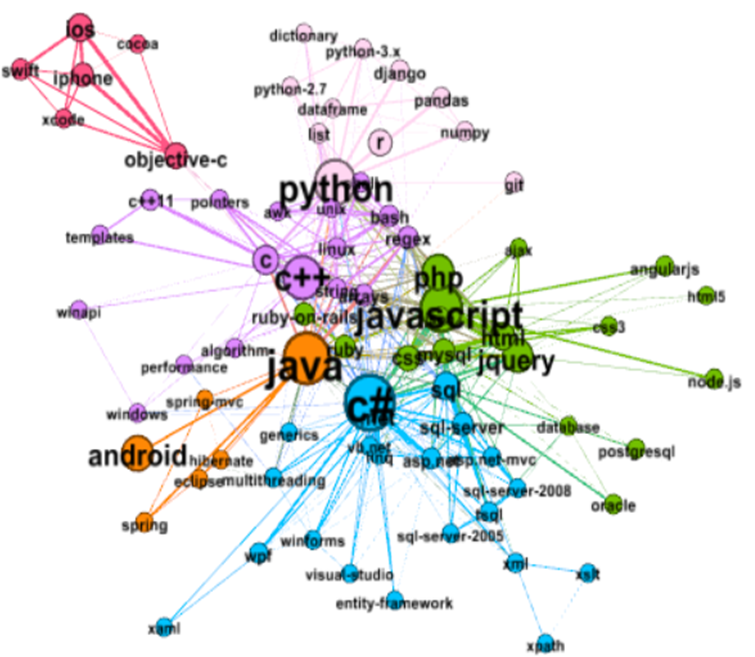 ios
cocoa
swift
iphone
xcode
objective-c
dictionary
python-3.x
django
python-2.7
dataframe
pandas
list
r
numpy
python
git
c++11
pointers
awk
unix
bash
templates
linux
regex
ajax
c
c++
php
angularjs
string
arrays
html5
winapi
ruby-on-rails
javascript
css3
html
algorithm
ruby
css
mysql
jquery
performance
java
node.js
sql
spring-mvc
c#
windows
sql-server
database
generics
android
hibernate
vb.net
linq
asp.net
asp.net-mvc
postgresql
eclipse
multithreading
sql-server-2008
oracle
tsql
spring
sql-server-2005
winforms
wpf
xml
visual-studio
xslt
entity-framework
xaml
xpath